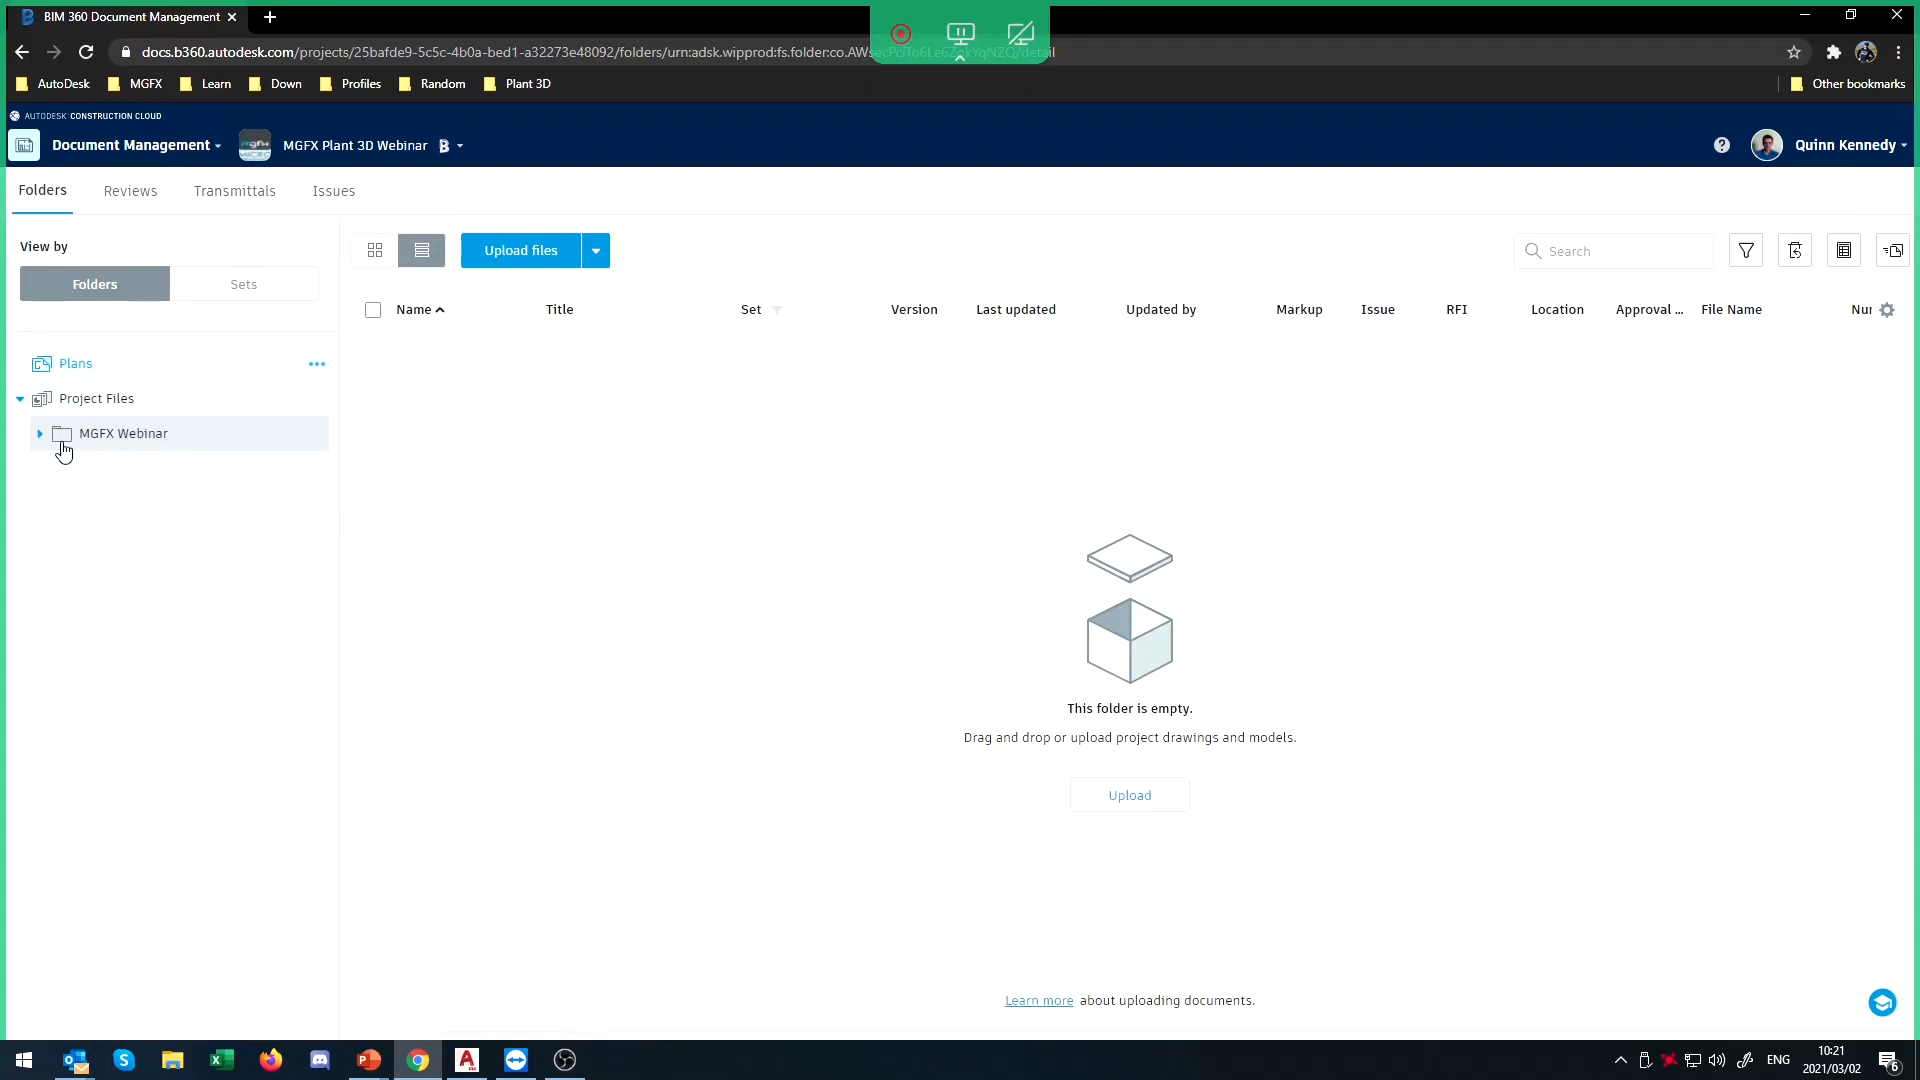 BIM 360 Document Management
docs.b360.autodesk.com/projects/25bafde9-5c5c-4b0a-bed1-a32273e48092/folders/urn:adsk.wipprod:fs.folder:co.
AutoDesk MGFX Learn Down Profiles Random Plant 3D Other bookmarks
AUTODESK CONSTRUCTION CLOUD
Document Management mgfx MGFX Plant 3D Webinar B Quinn Kennedy
Folders Reviews Transmittals Issues
View by
Folders Sets
Upload files Search
Name Title Set Version Last updated Updated by Markup Issue RFI Location Approval ... File Name Nur
Plans
Project Files
MGFX Webinar
This folder is empty.
Drag and drop or upload project drawings and models.
Upload
Learn more about uploading documents.
ENG
10:21
2021/03/02
6